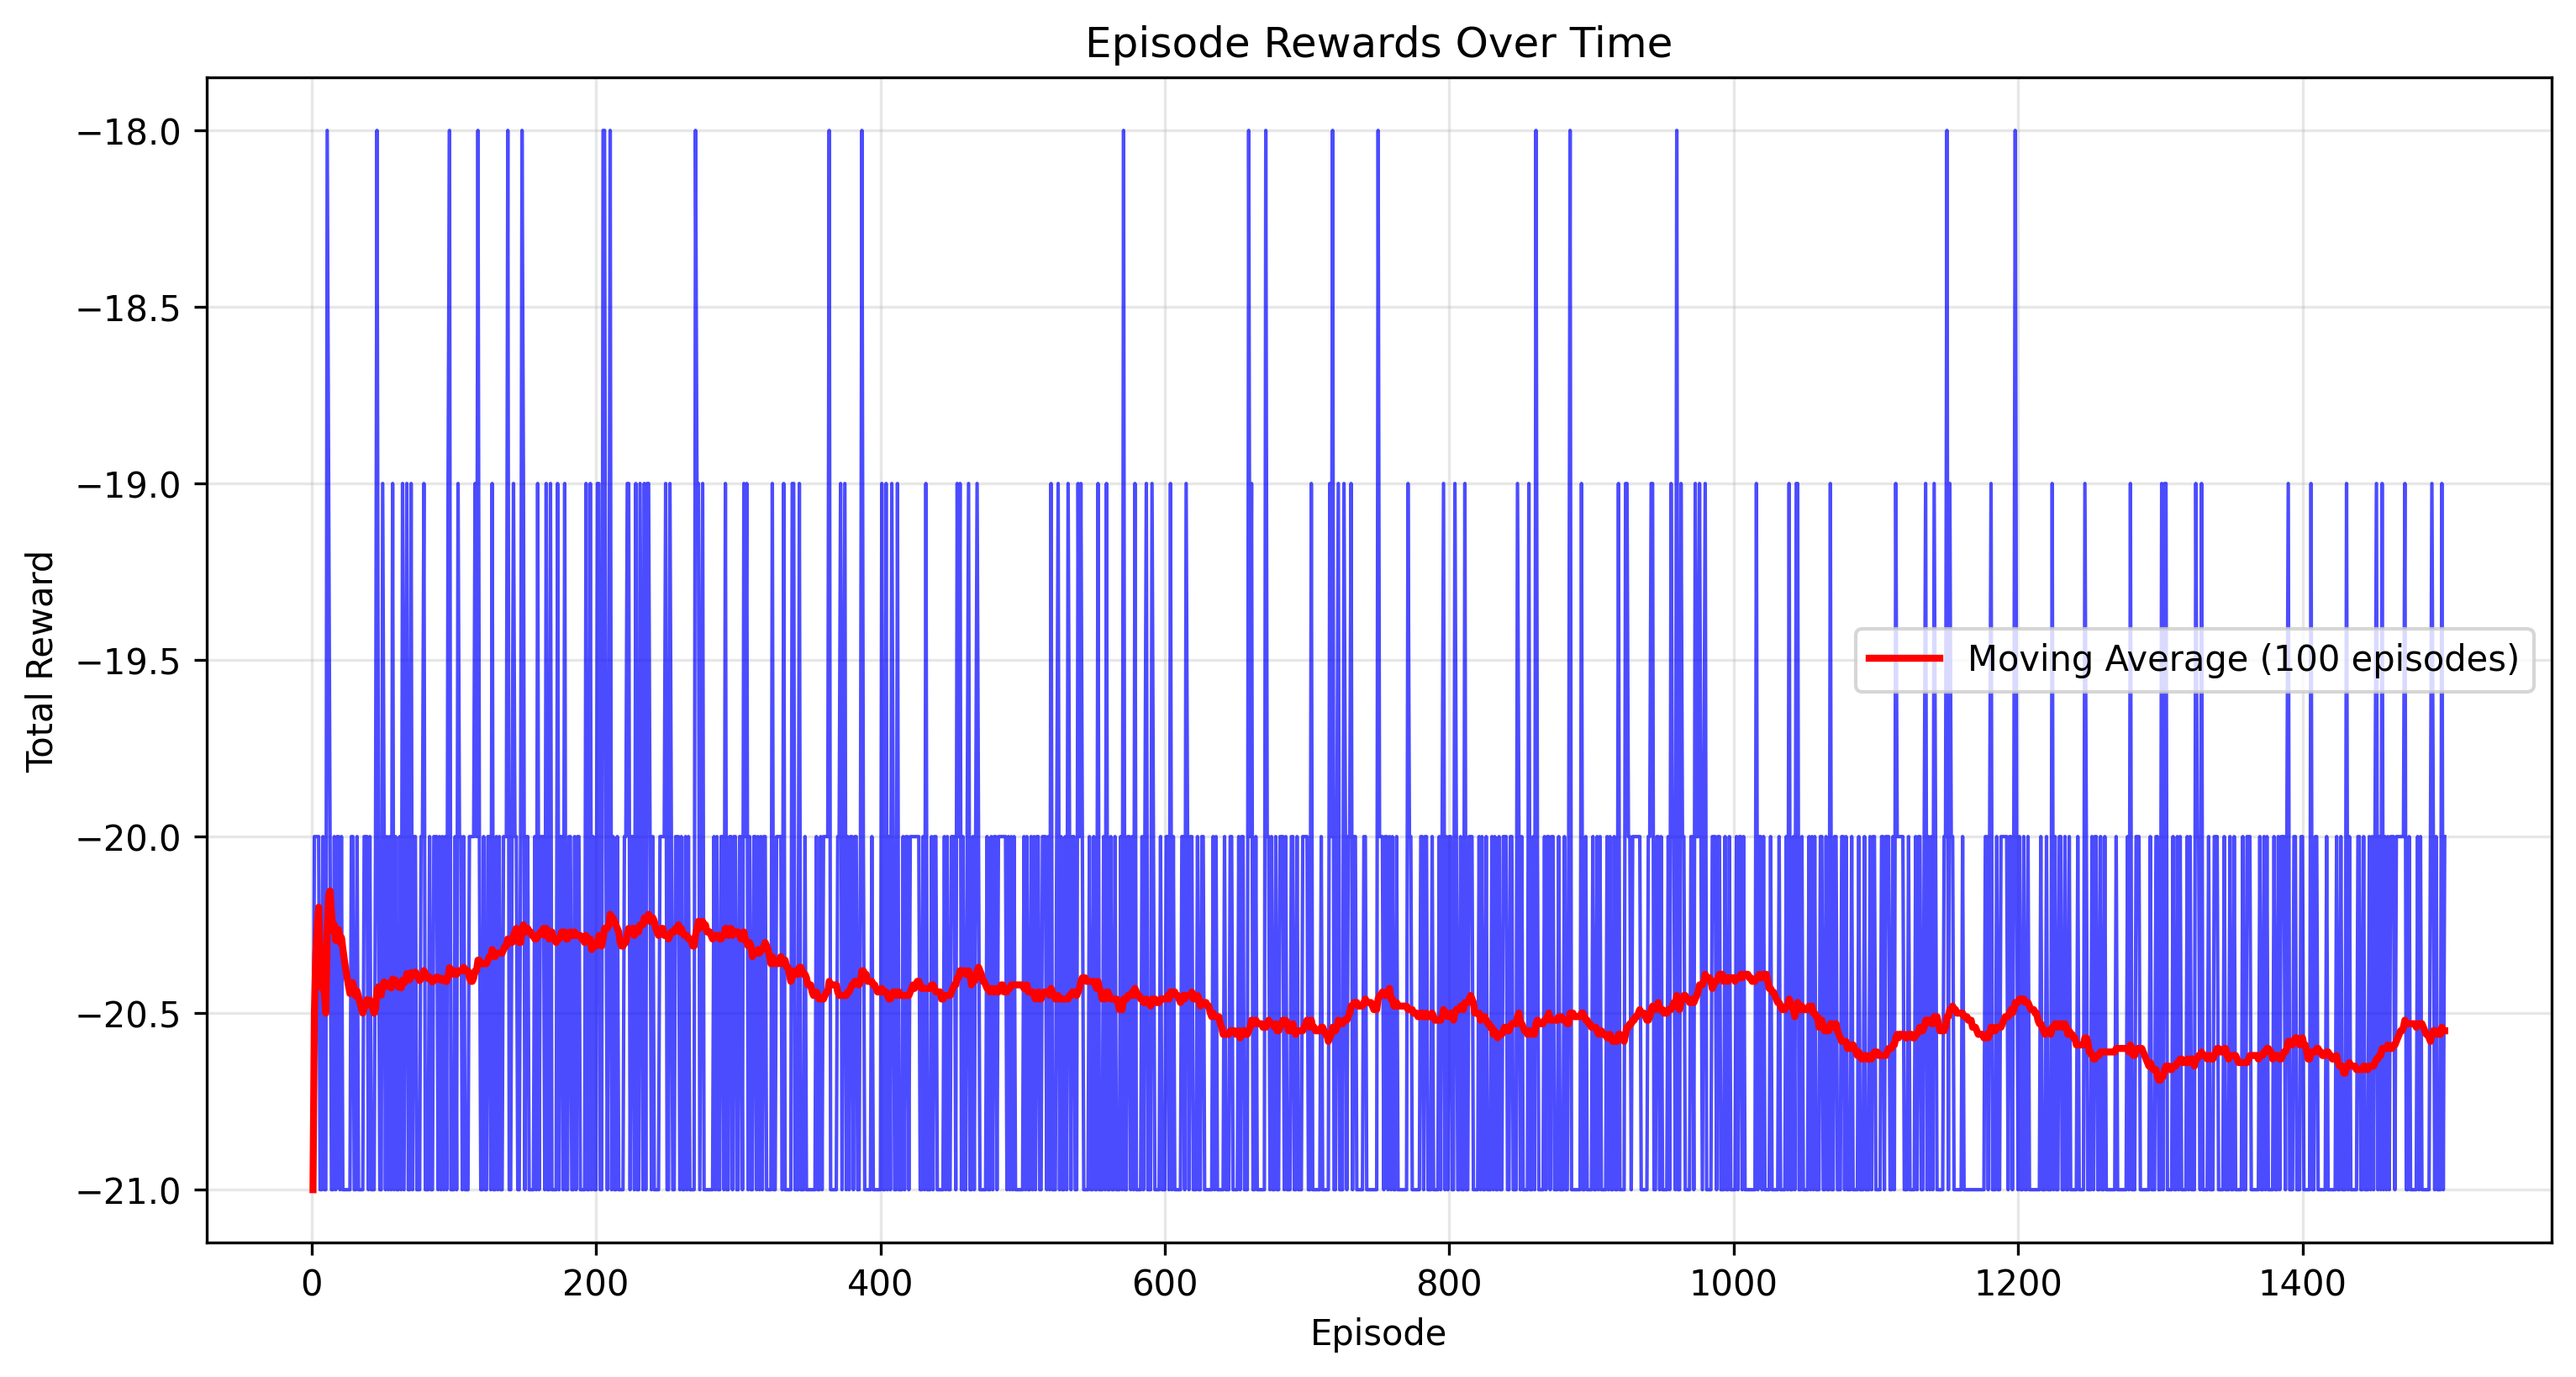 Episode Rewards Over Time
−18.0
−18.5
−19.0
−19.5
−20.0
−20.5
−21.0
Total Reward
Moving Average (100 episodes)
0 200 400 600 800 1000 1200 1400
Episode